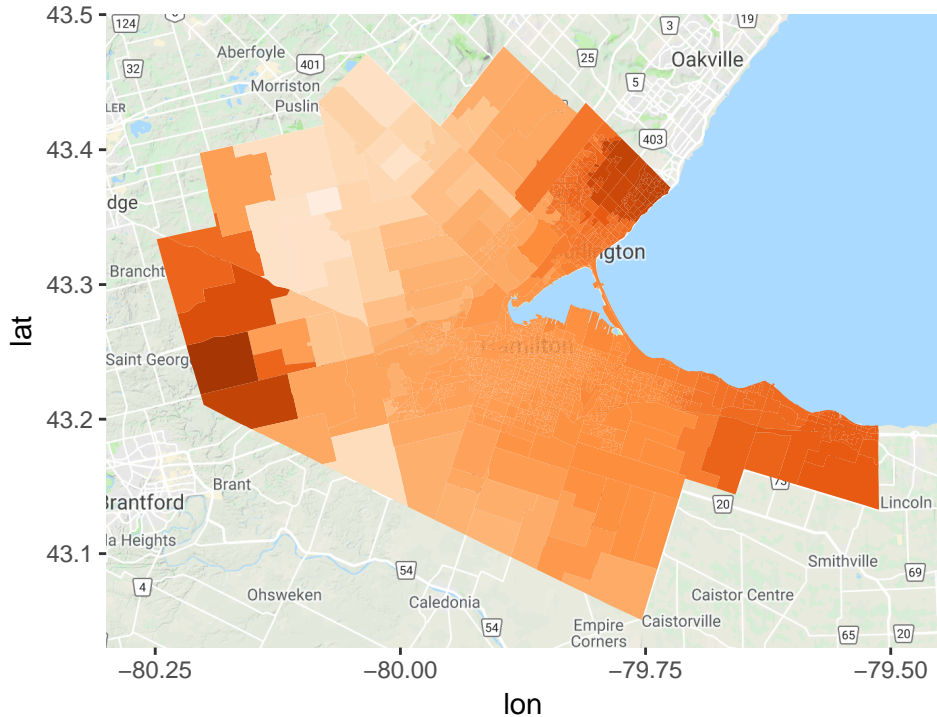 43.5
124
6
19
3
Aberfoyle
25
Oakville
401
32
5
Morriston
Puslin
LER
403
43.4
dge
Brancht
ington
43.3
lat
Hamilton
Saint George
43.2
Brant
Brantford
73
20
Lincoln
la Heights
43.1
54
Smithville
69
4
Ohsweken
Caledonia
Caistor Centre
54
Empire
Corners
Caistorville
65
20
−80.25
−80.00
−79.75
−79.50
lon